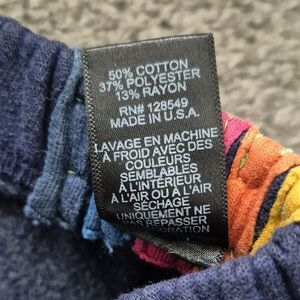 50% COTTON
37% POLYESTER
13% RAYON
RN# 128549
MADE IN U.S.A.
LAVAGE EN MACHINE
À FROID AVEC DES
COULEURS
SEMBLABLES
À L'INTÉRIEUR
À L'AIR OU À L'AIR
SÈCHAGE
UNIQUEMENT NE
PAS REPASSER